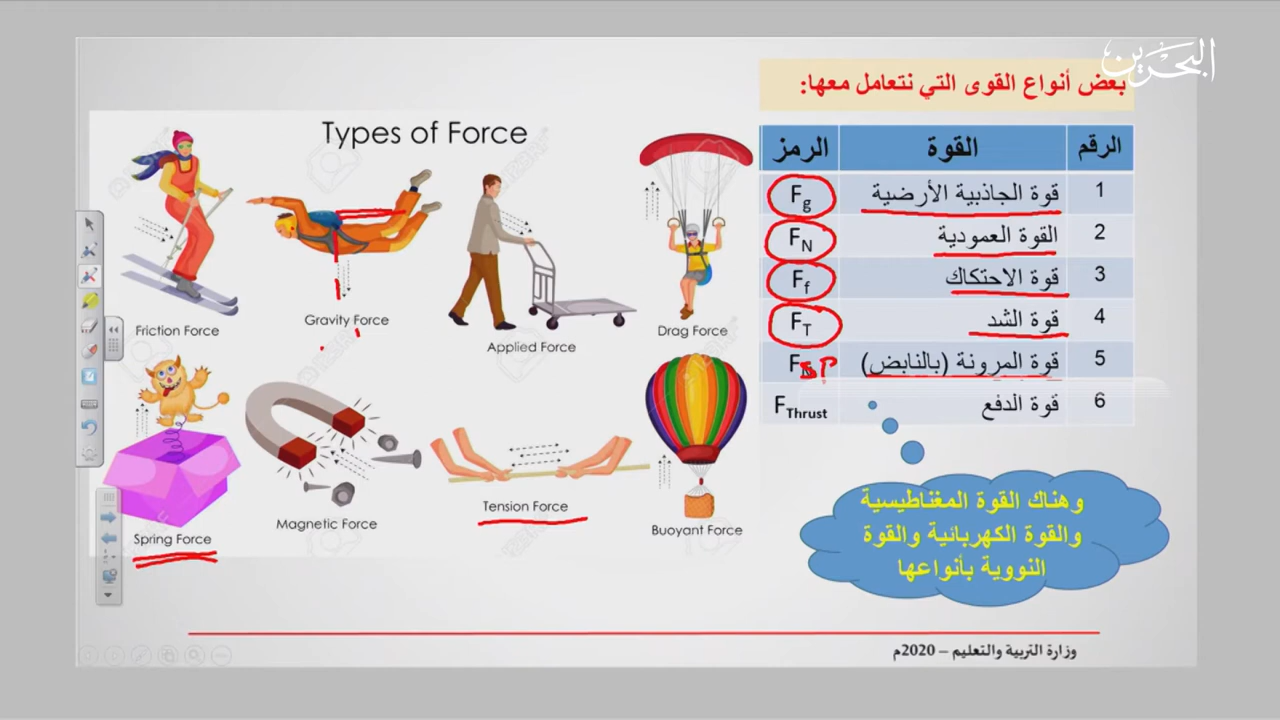 البحرين
بعض أنواع القوى التي نتعامل معها:
الرقم القوة الرمز
1 قوة الجاذبية الأرضية Fg
2 القوة العمودية FN
3 قوة الاحتكاك Ff
4 قوة الشد FT
5 قوة المرونة (بالنابض) Fsp
6 قوة الدفع FThrust
وهناك القوة المغناطيسية
والقوة الكهربائية والقوة
النووية بأنواعها
Types of Force
Friction Force
Gravity Force
Applied Force
Drag Force
Spring Force
Magnetic Force
Tension Force
Buoyant Force
وزارة التربية والتعليم – 2020م